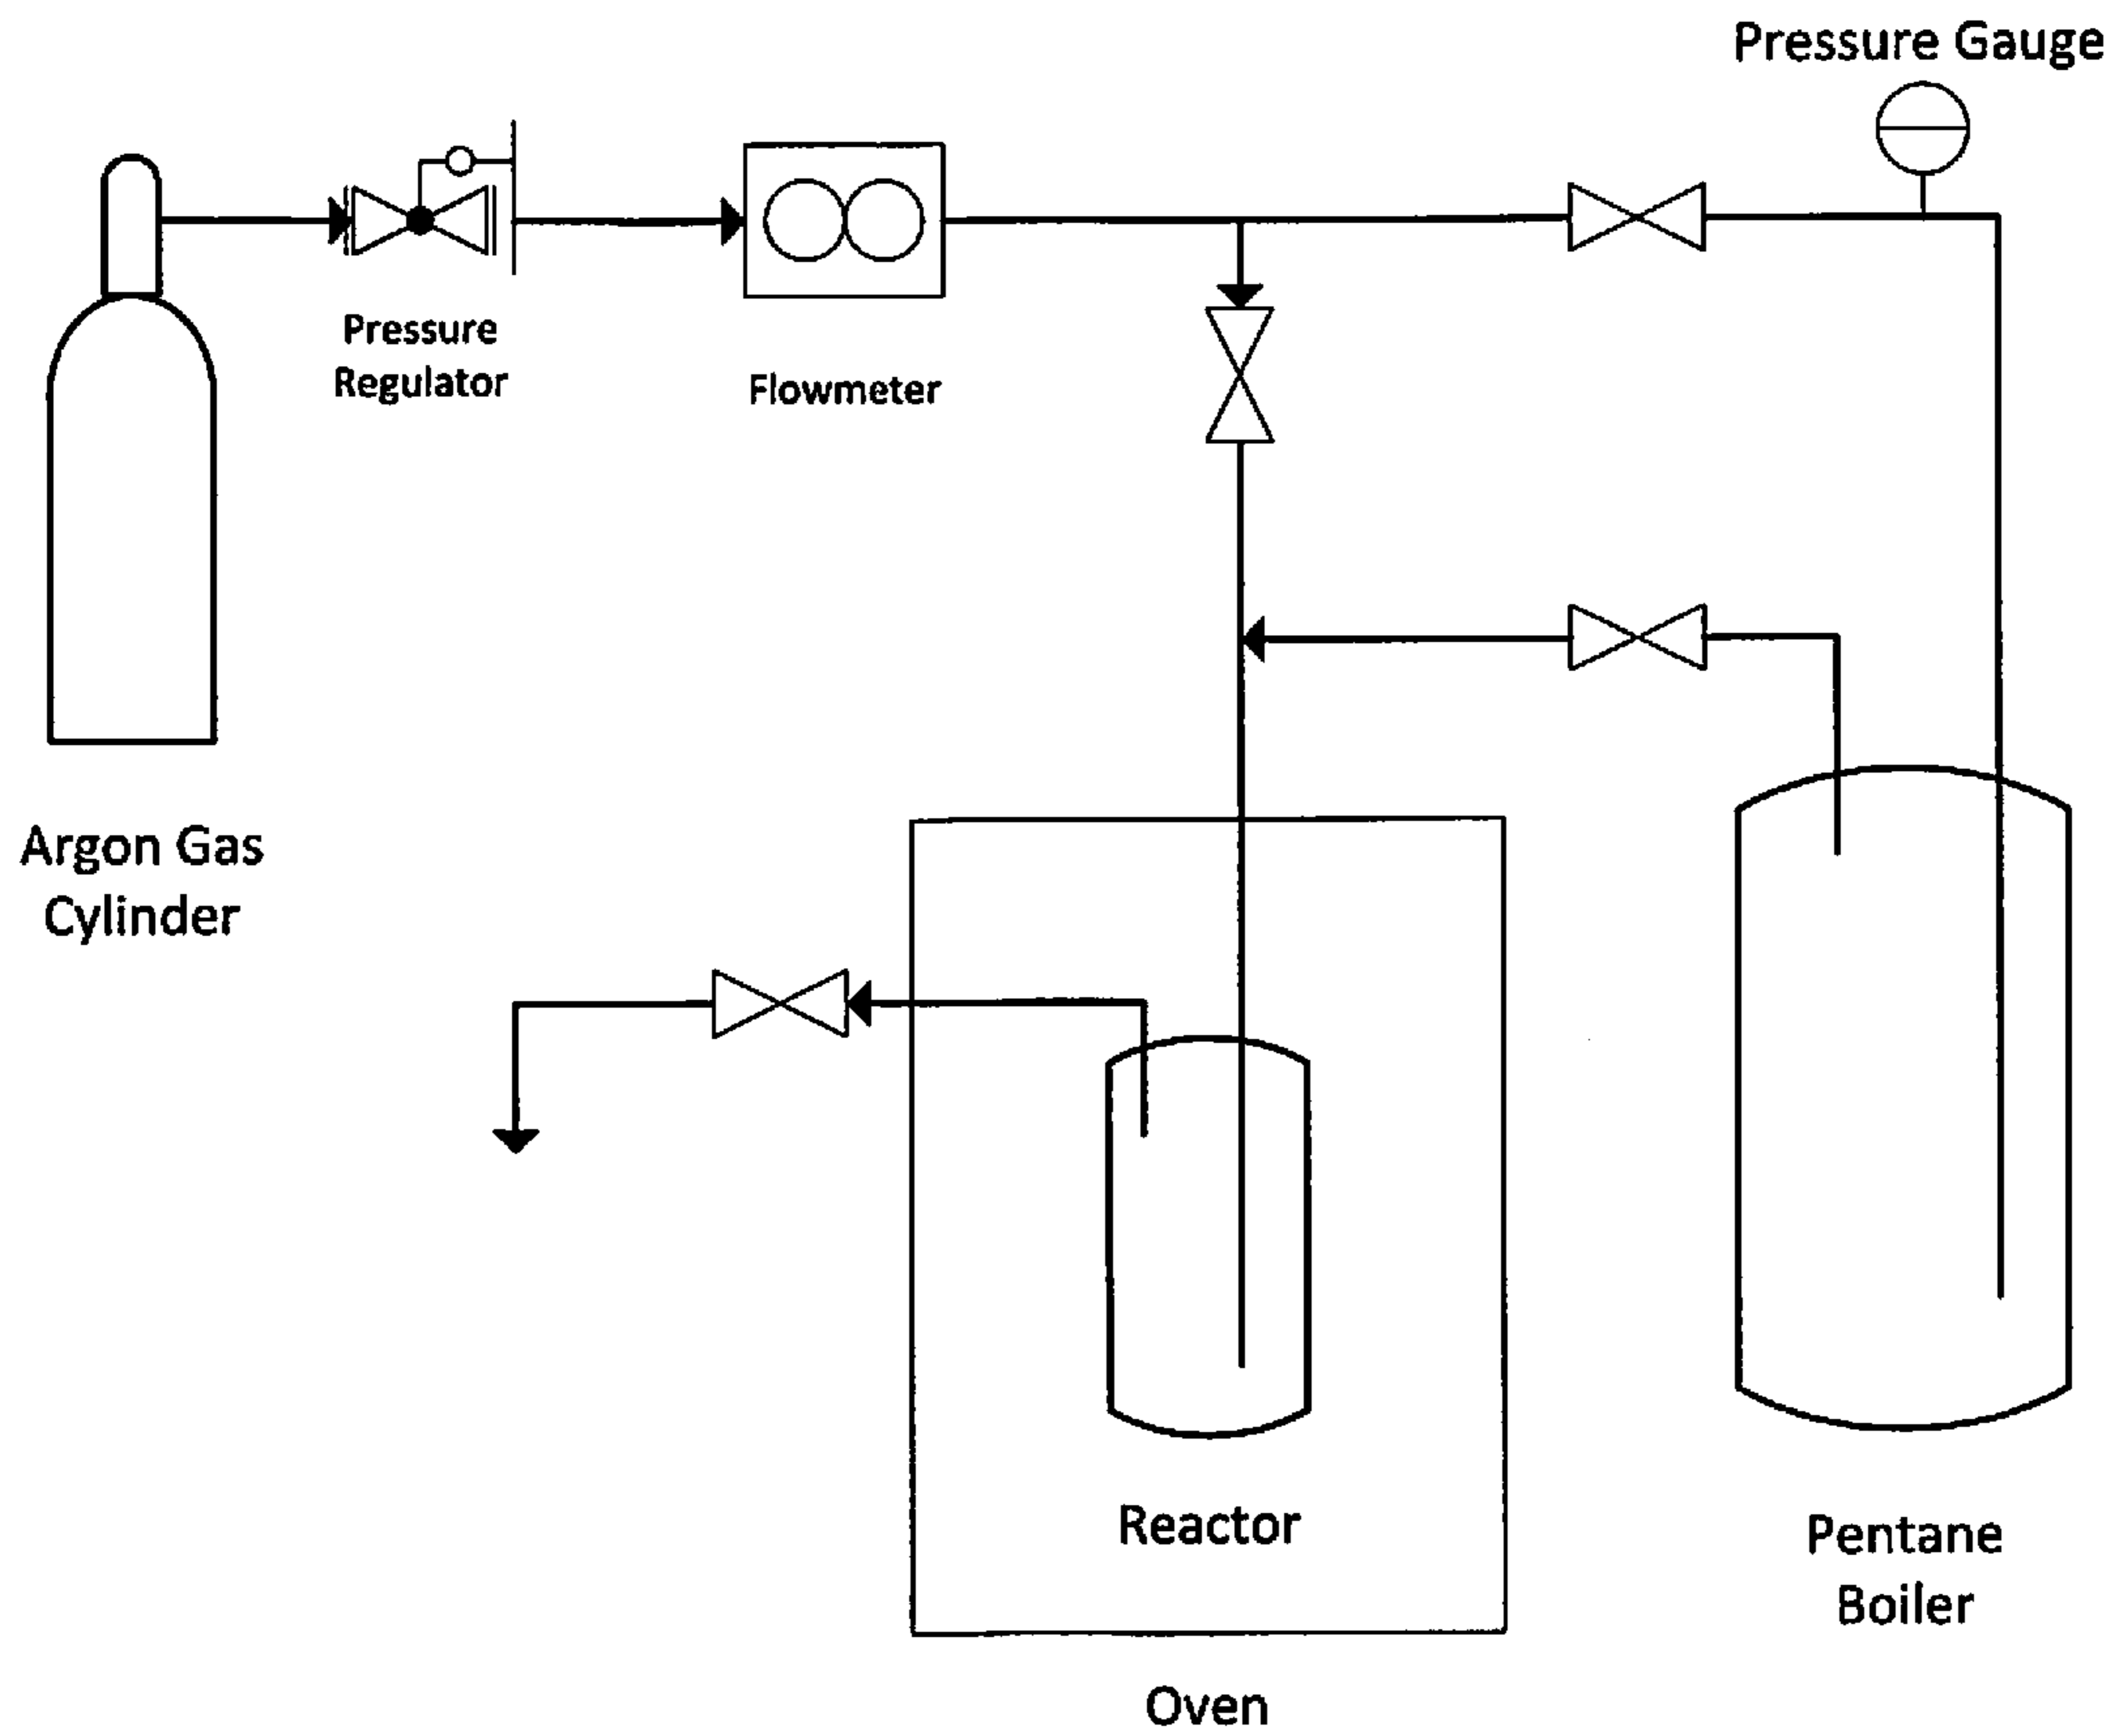 Pressure Gauge
Pressure
Regulator
Flowmeter
Argon Gas
Cylinder
Reactor
Pentane
Boiler
Oven